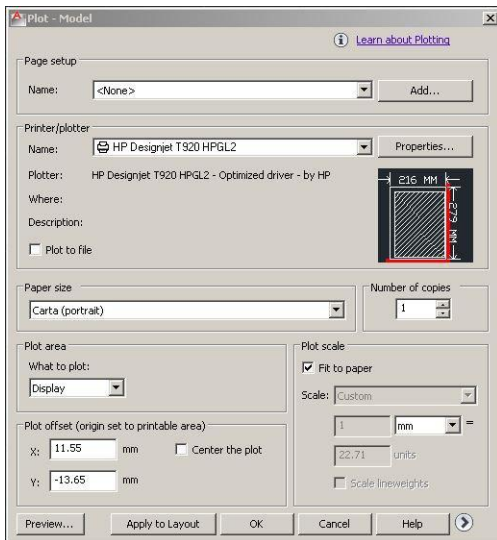 Plot - Model
Learn about Plotting
Page setup
Name: <None> Add...
Printer/plotter
Name: HP Designjet T920 HPGL2 Properties...
Plotter: HP Designjet T920 HPGL2 - Optimized driver - by HP
Where:
Description:
Plot to file
216 MM
279 MM
Paper size
Carta (portrait)
Number of copies
1
Plot area
What to plot:
Display
Plot offset (origin set to printable area)
X: 11.55 mm Center the plot
Y: -13.65 mm
Plot scale
Fit to paper
Scale: Custom
1 mm =
22.71 units
Scale lineweights
Preview... Apply to Layout OK Cancel Help